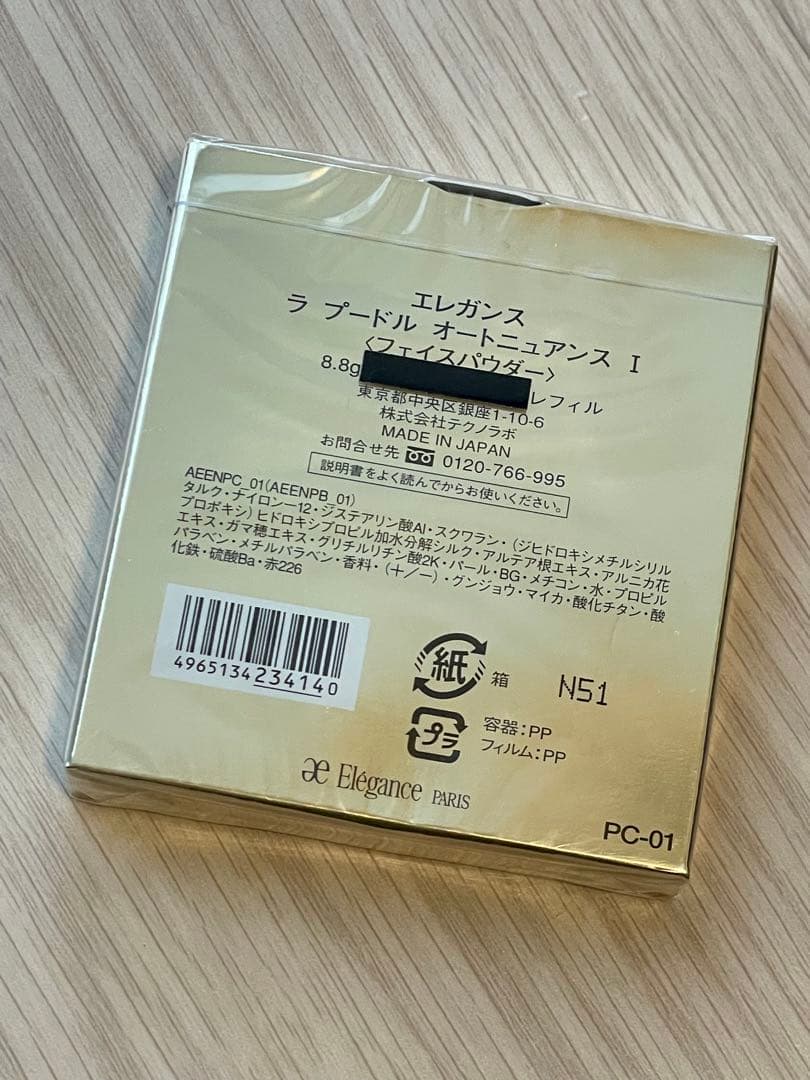 エレガンス
ラ プードル オートニュアンス I
〈フェイスパウダー〉
8.8g レフィル
東京都中央区銀座1-10-6
株式会社テクノラボ
MADE IN JAPAN
お問合せ先 0120-766-995
説明書をよく読んでからお使いください。
AEENPC_01(AEENPB_01)
タルク・ナイロン－12・ジステアリン酸Al・スクワラン・(ジヒドロキシメチルシリル
プロポキシ)ヒドロキシプロピル加水分解シルク・アルテア根エキス・アルニカ花
エキス・ガマ穂エキス・グリチルリチン酸2K・パール・BG・メチコン・水・プロピル
パラベン・メチルパラベン・香料・(＋/－)・グンジョウ・マイカ・酸化チタン・酸
化鉄・硫酸Ba・赤226
4965134234140
紙 箱
N51
プラ 容器:PP
フィルム:PP
æ Elégance PARIS
PC-01